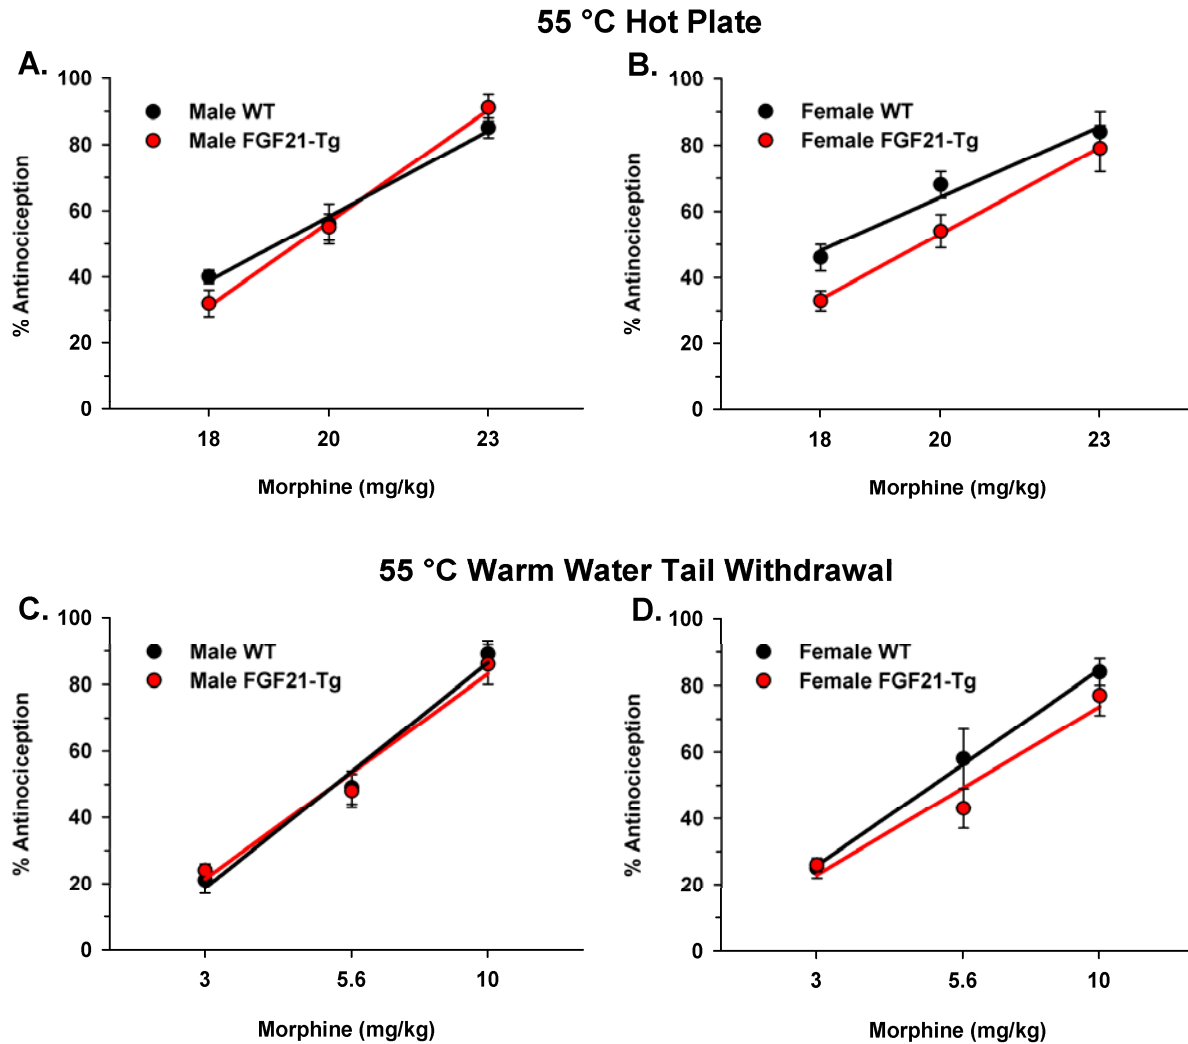 55 °C Hot Plate
A.
100
80
60
40
20
0
% Antinociception
Male WT
Male FGF21-Tg
18 20 23
Morphine (mg/kg)
B.
100
80
60
40
20
0
% Antinociception
Female WT
Female FGF21-Tg
18 20 23
Morphine (mg/kg)
55 °C Warm Water Tail Withdrawal
C.
100
80
60
40
20
0
% Antinociception
Male WT
Male FGF21-Tg
3 5.6 10
Morphine (mg/kg)
D.
100
80
60
40
20
0
% Antinociception
Female WT
Female FGF21-Tg
3 5.6 10
Morphine (mg/kg)